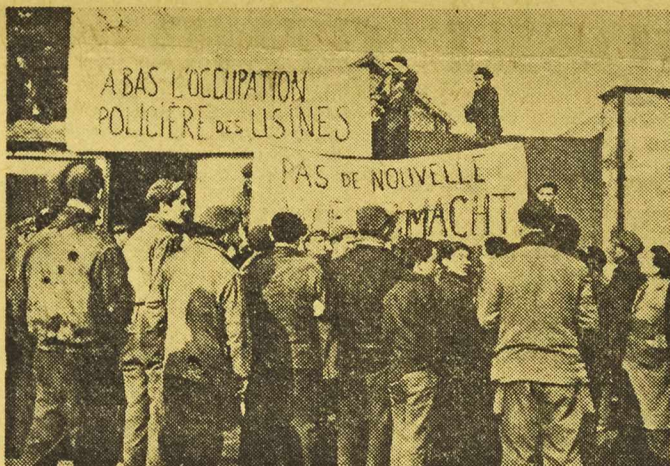 A BAS L'OCCUPATION
POLICIÈRE DES USINES
PAS DE NOUVELLE